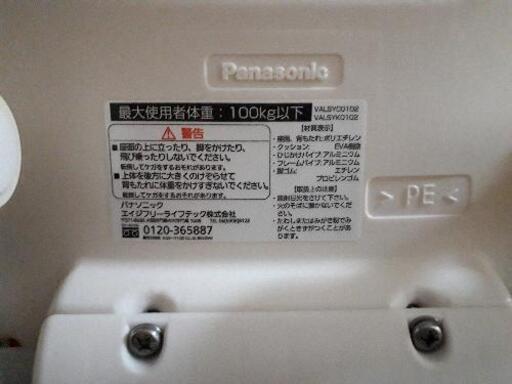 Panasonic
最大使用者体重：100kg以下
VALSYC0102
VALSYK0102
警告
座面の上に立ったり、脚をかけたり、
飛び乗ったりしないでください。
転倒してケガをするおそれがあります。
上体を後方に大きくのけぞらせて
背もたれに体重をかけすぎないでください。
転倒してケガをするおそれがあります。
パナソニック
エイジフリーライフテック株式会社
0120-365887
【材質表示】
・座面、背もたれ：ポリエチレン
・クッション： EVA樹脂
・ひじかけパイプ：アルミニウム
・フレームパイプ：アルミニウム
・脚ゴム： エチレン
プロピレンゴム
【取扱上の注意】
・直射日光をさけて下さい。
・火のそばに置かないでくだ
さい。
・たわしまたはみがき粉でみ
がくときずがつくことがあり
ます。
> PE <